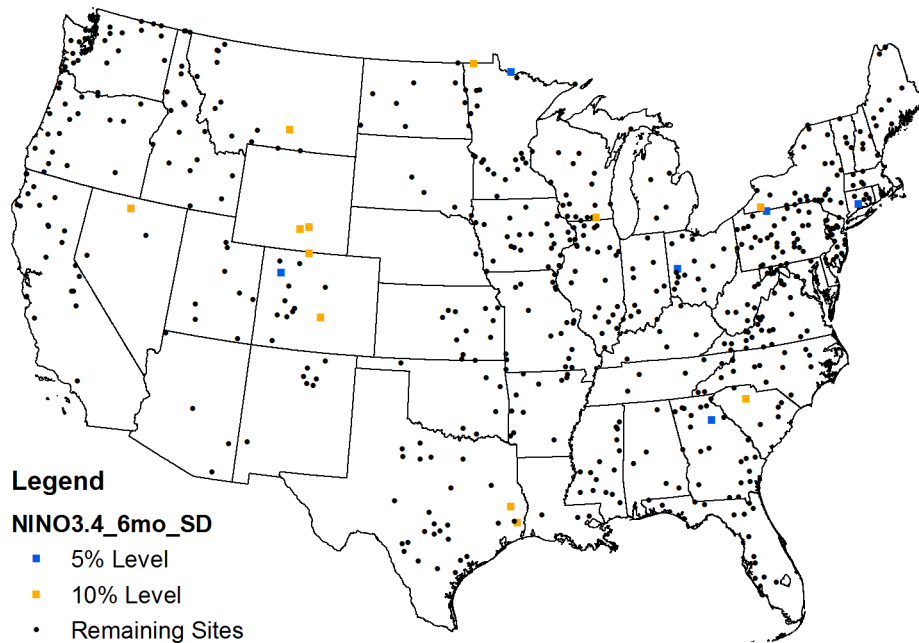 Legend
NINO3.4_6mo_SD
5% Level
10% Level
Remaining Sites